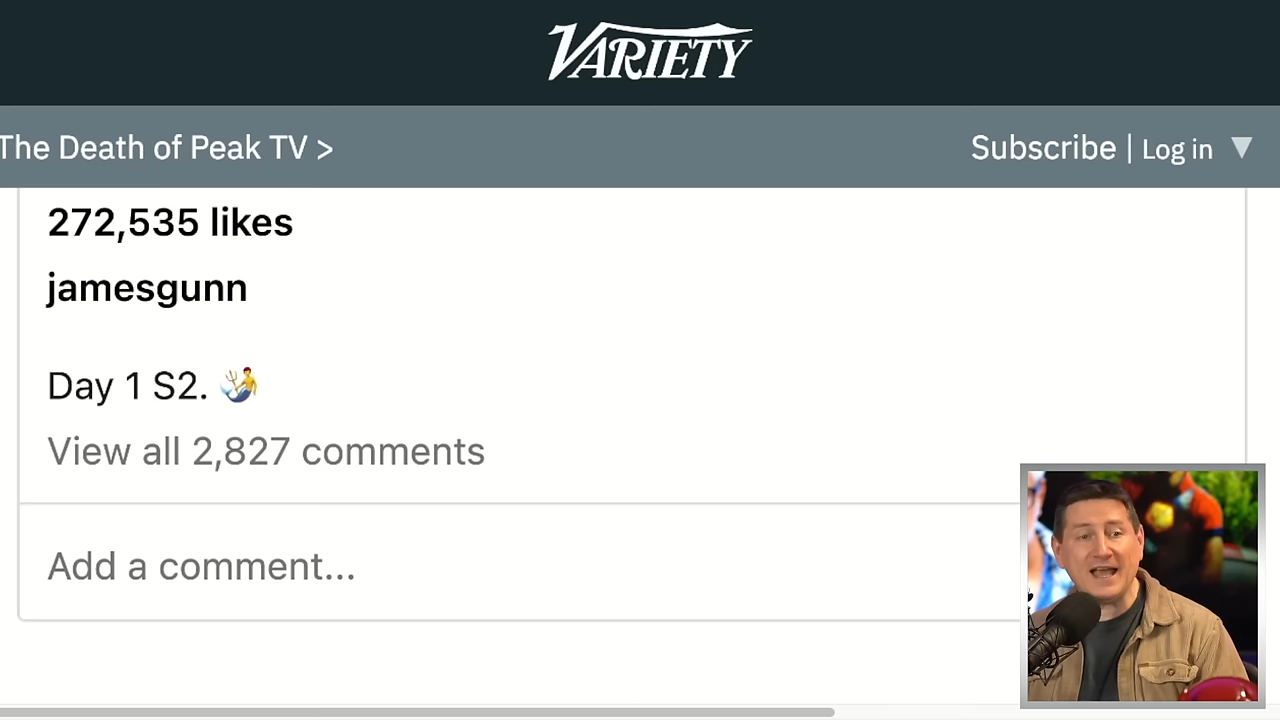 VARIETY
The Death of Peak TV >
Subscribe | Log in ▼
272,535 likes
jamesgunn
Day 1 S2. 🧜‍♂️
View all 2,827 comments
Add a comment...